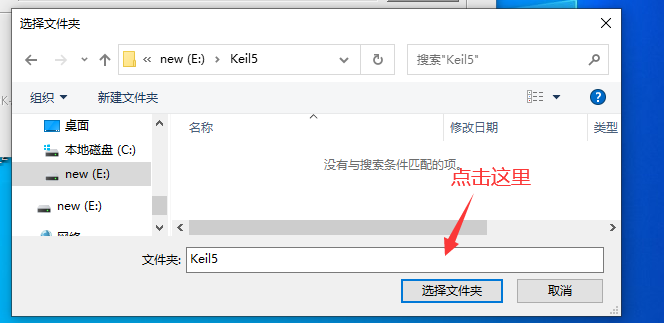 选择文件夹
new (E:) Keil5
搜索"Keil5"
K-
组织 新建文件夹
名称 修改日期 类型
桌面
本地磁盘 (C:)
new (E:)
没有与搜索条件匹配的项。
点击这里
new (E:)
网络
文件夹: Keil5
选择文件夹 取消